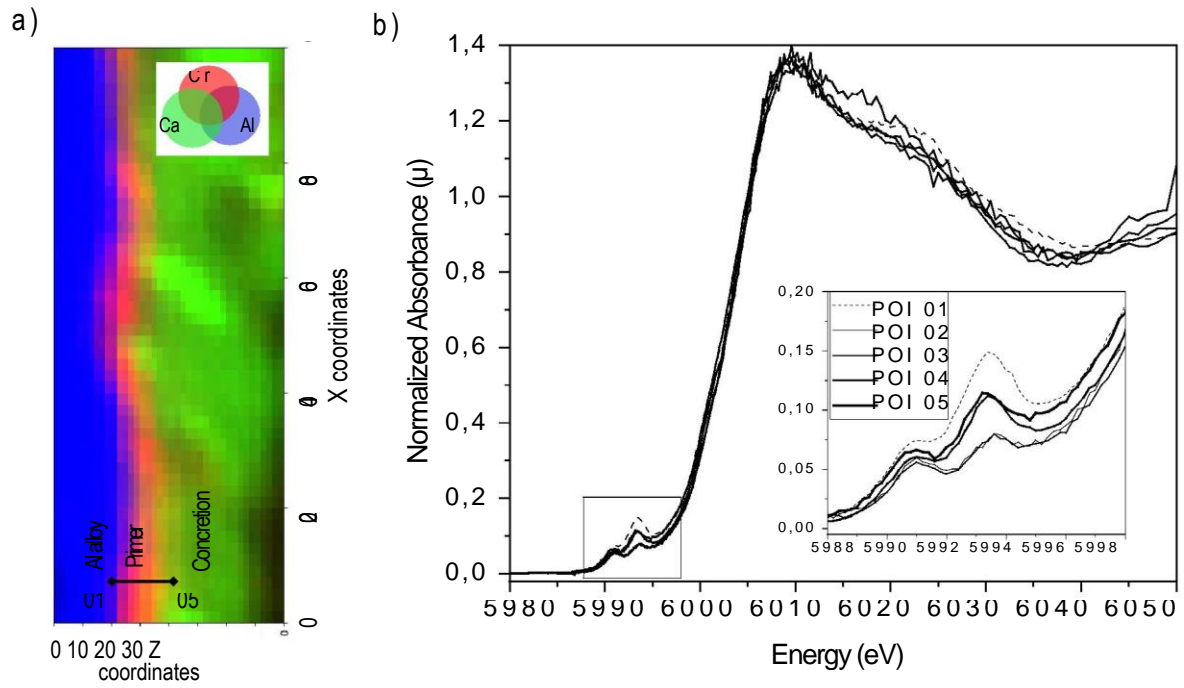 a)
Cr
Ca
Al
X coordinates
0
20
Al alloy
Primer
Concretion
01
05
0 10 20 30 Z
coordinates
b)
Normalized Absorbance (μ)
1,4
1,2
1,0
0,8
0,6
0,4
0,2
0,0
5980 5990 6000 6010 6020 6030 6040 6050
Energy (eV)
0,20
0,15
0,10
0,05
0,00
POI 01
POI 02
POI 03
POI 04
POI 05
5988 5990 5992 5994 5996 5998